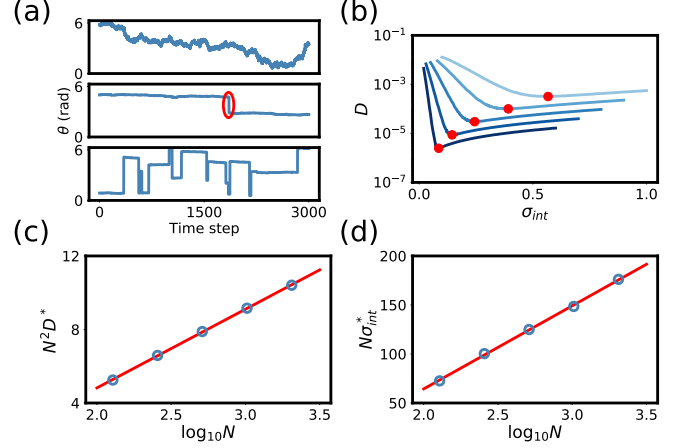 (a)
6
0
6
0
6
0
θ (rad)
0 1500 3000
Time step
(b)
10−1
10−3
10−5
10−7
D
0.0 0.5 1.0
σint
(c)
12
8
4
N2D*
2.0 2.5 3.0 3.5
log10N
(d)
200
150
100
50
Nσ*int
2.0 2.5 3.0 3.5
log10N